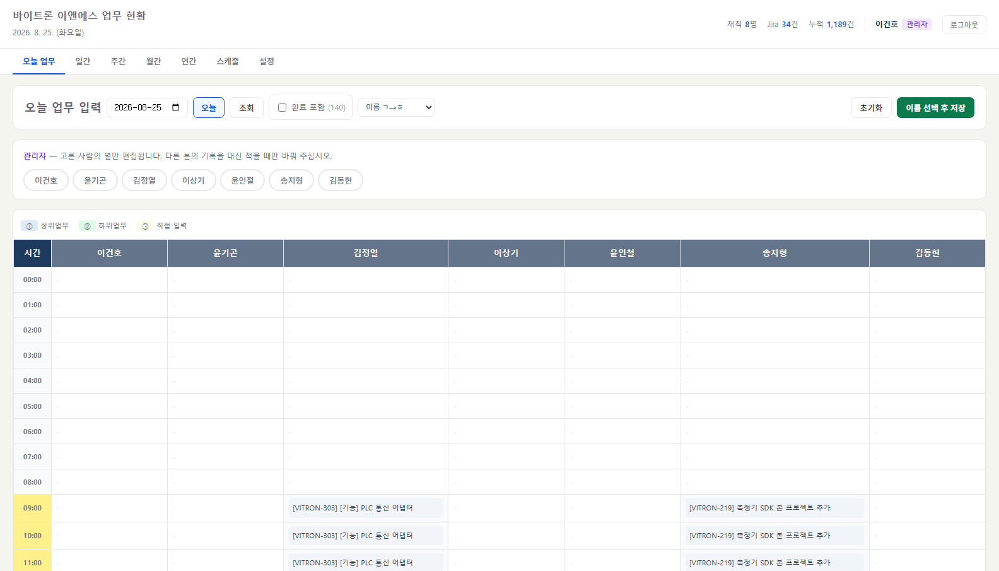 바이트론 이앤에스 업무 현황
2026. 8. 25. (화요일)
재직 8명 Jira 34건 누적 1,189건 이건호 관리자 로그아웃
오늘 업무 일간 주간 월간 연간 스케줄 설정
오늘 업무 입력 2026-08-25 오늘 조회 완료 포함 (140) 이름 ㄱ→ㅎ 초기화 이름 선택 후 저장
관리자 — 고른 사람의 열만 편집됩니다. 다른 분의 기록을 대신 적을 때만 바꿔 주십시오.
이건호 윤기곤 김정열 이상기 윤인철 송지형 김동현
① 상위업무 ② 하위업무 ③ 직접 입력
시간 이건호 윤기곤 김정열 이상기 윤인철 송지형 김동현
00:00 - - - - - - -
01:00 - - - - - - -
02:00 - - - - - - -
03:00 - - - - - - -
04:00 - - - - - - -
05:00 - - - - - - -
06:00 - - - - - - -
07:00 - - - - - - -
08:00 - - - - - - -
09:00 - - [VITRON-303] [기능] PLC 통신 어댑터 - - [VITRON-219] 측정기 SDK 본 프로젝트 추가 -
10:00 - - [VITRON-303] [기능] PLC 통신 어댑터 - - [VITRON-219] 측정기 SDK 본 프로젝트 추가 -
11:00 - - [VITRON-303] [기능] PLC 통신 어댑터 - - [VITRON-219] 측정기 SDK 본 프로젝트 추가 -